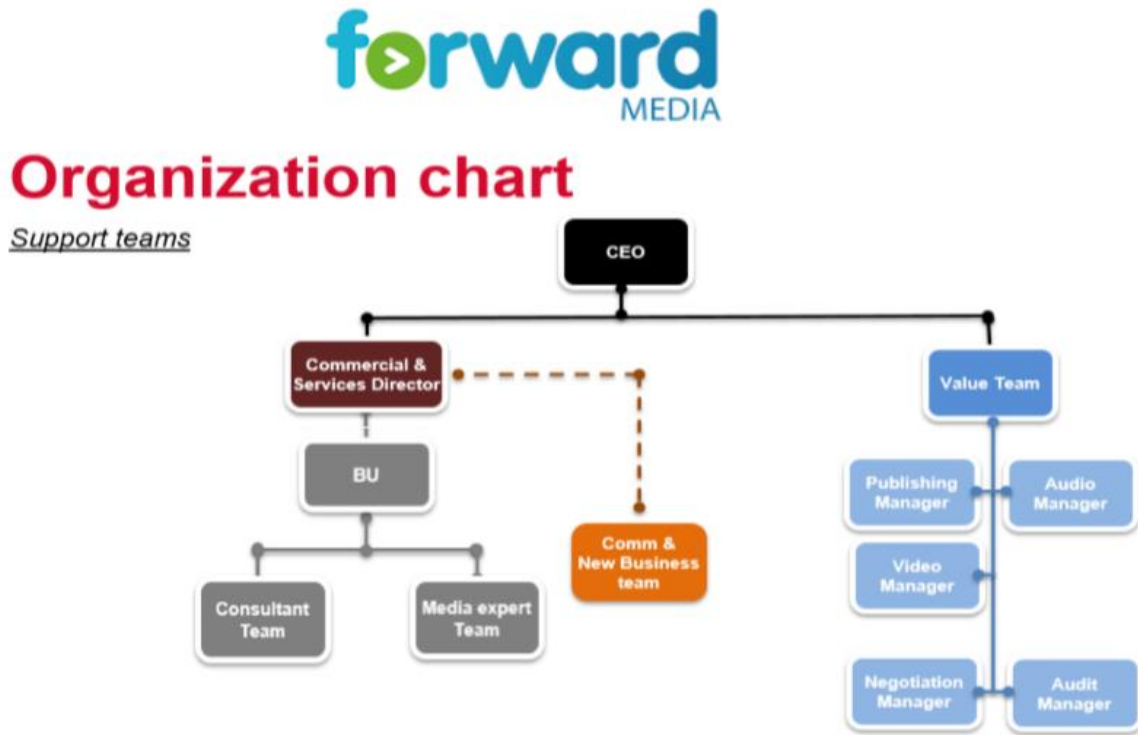 forward
MEDIA
Organization chart
Support teams
CEO
Commercial &
Services Director
Value Team
BU
Publishing
Manager
Audio
Manager
Comm &
New Business
team
Video
Manager
Consultant
Team
Media expert
Team
Negotiation
Manager
Audit
Manager